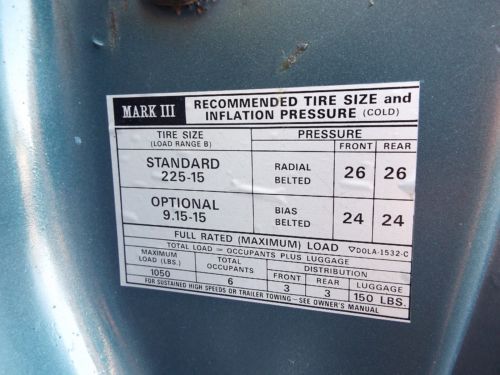 MARK III RECOMMENDED TIRE SIZE and
INFLATION PRESSURE (COLD)
TIRE SIZE PRESSURE
(LOAD RANGE B) FRONT REAR
STANDARD RADIAL 26 26
225-15 BELTED
OPTIONAL BIAS 24 24
9.15-15 BELTED
FULL RATED (MAXIMUM) LOAD ▽DOLA-1532-C
TOTAL LOAD = OCCUPANTS PLUS LUGGAGE
MAXIMUM TOTAL DISTRIBUTION
LOAD (LBS.) OCCUPANTS FRONT REAR LUGGAGE
1050 6 3 3 150 LBS.
FOR SUSTAINED HIGH SPEEDS OR TRAILER TOWING-SEE OWNER'S MANUAL